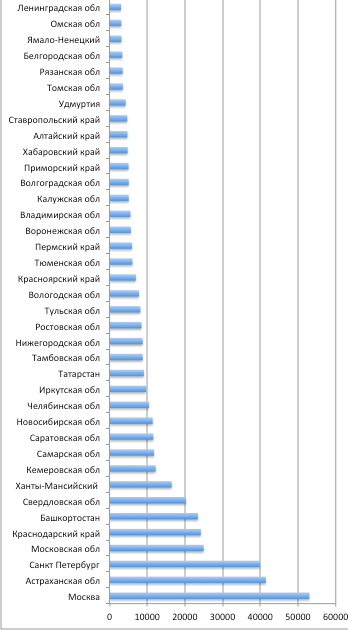 Ленинградская обл
Омская обл
Ямало-Ненецкий
Белгородская обл
Рязанская обл
Томская обл
Удмуртия
Ставропольский край
Алтайский край
Хабаровский край
Приморский край
Волгоградская обл
Калужская обл
Владимирская обл
Воронежская обл
Пермский край
Тюменская обл
Красноярский край
Вологодская обл
Тульская обл
Ростовская обл
Нижегородская обл
Тамбовская обл
Татарстан
Иркутская обл
Челябинская обл
Новосибирская обл
Саратовская обл
Самарская обл
Кемеровская обл
Ханты-Мансийский
Свердловская обл
Башкортостан
Краснодарский край
Московская обл
Санкт Петербург
Астраханская обл
Москва
0 10000 20000 30000 40000 50000 60000